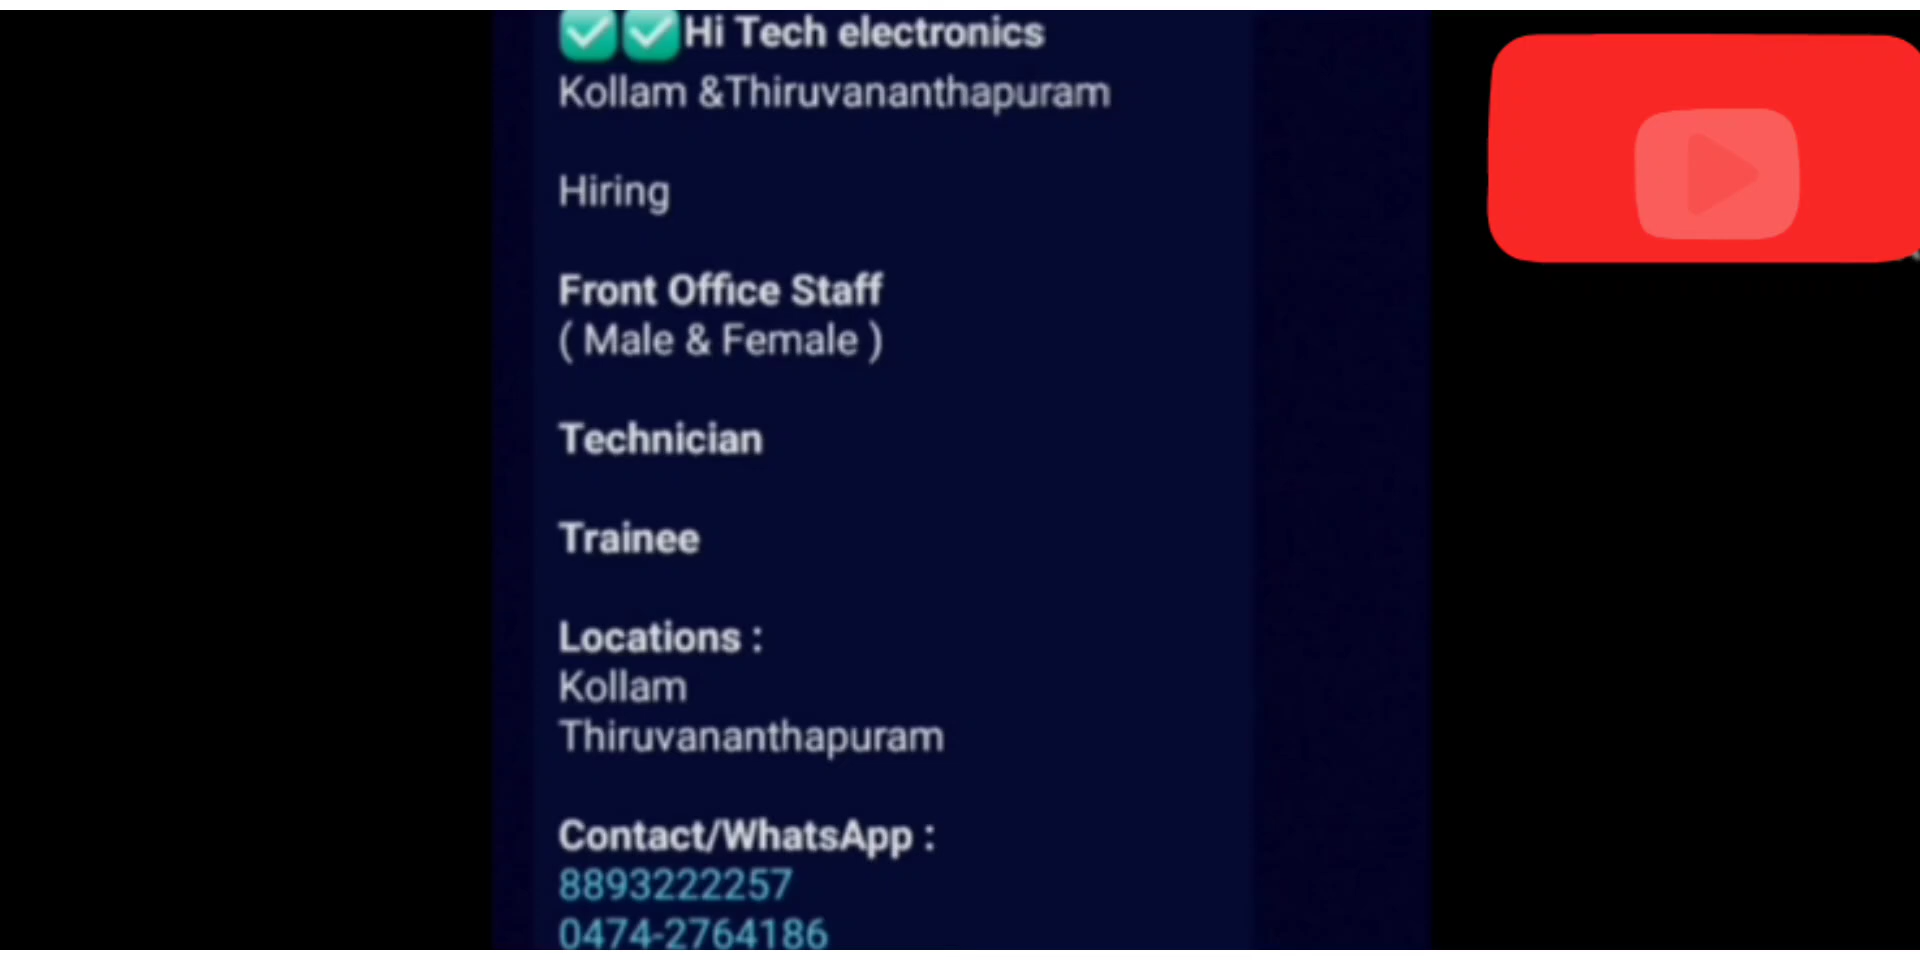 ✅✅Hi Tech electronics
Kollam &Thiruvananthapuram
Hiring
Front Office Staff
( Male & Female )
Technician
Trainee
Locations :
Kollam
Thiruvananthapuram
Contact/WhatsApp :
8893222257
0474-2764186